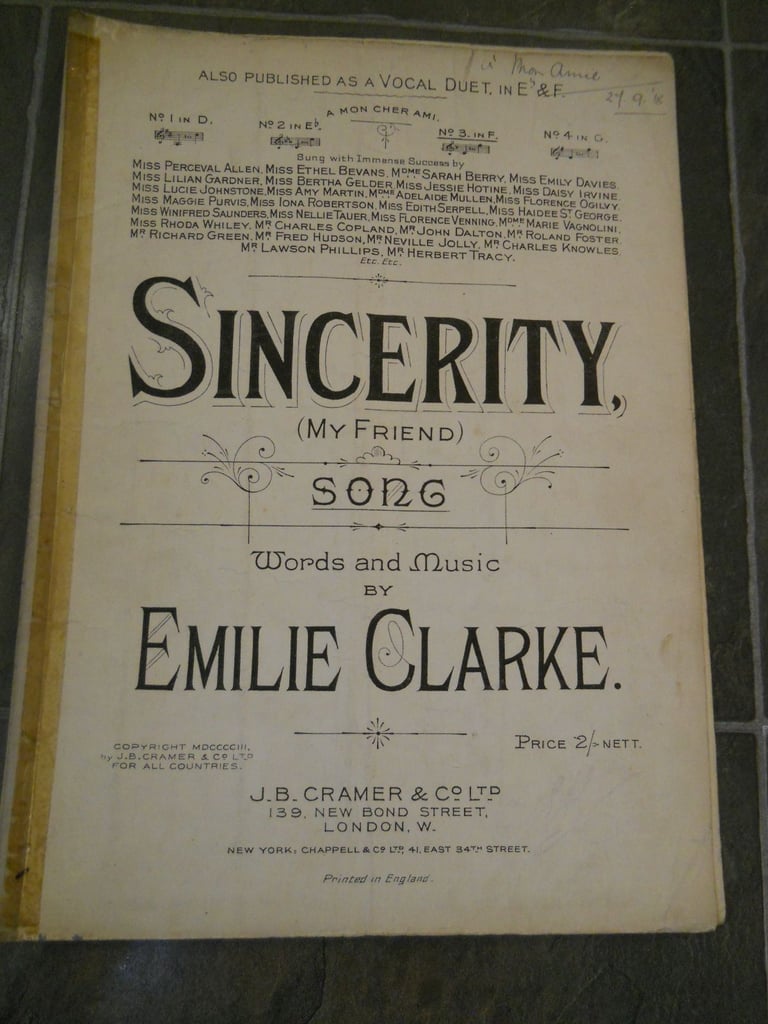 à Mon Amie
27.9.'18
ALSO PUBLISHED AS A VOCAL DUET, IN E♭ & F.
A MON CHER AMI.
No 1 IN D. No 2 IN E♭. No 3. IN F. No 4 IN G.
Sung with Immense Success by
MISS PERCEVAL ALLEN, MISS ETHEL BEVANS, MDME SARAH BERRY, MISS EMILY DAVIES,
MISS LILIAN GARDNER, MISS BERTHA GELDER, MISS JESSIE HOTINE, MISS DAISY IRVINE,
MISS LUCIE JOHNSTONE, MISS AMY MARTIN, MDME ADELAIDE MULLEN, MISS FLORENCE OGILVY,
MISS MAGGIE PURVIS, MISS IONA ROBERTSON, MISS EDITH SERPELL, MISS HAIDEE ST GEORGE,
MISS WINIFRED SAUNDERS, MISS NELLIE TAUER, MISS FLORENCE VENNING, MDME MARIE VAGNOLINI,
MISS RHODA WHILEY, MR CHARLES COPLAND, MR JOHN DALTON, MR ROLAND FOSTER,
MR RICHARD GREEN, MR FRED HUDSON, MR NEVILLE JOLLY, MR CHARLES KNOWLES,
MR LAWSON PHILLIPS, MR HERBERT TRACY.
ETC. ETC.
SINCERITY,
(MY FRIEND)
SONG
Words and Music
BY
EMILIE CLARKE.
COPYRIGHT MDCCCCIII,
by J.B. CRAMER & CO LTD
FOR ALL COUNTRIES.
PRICE 2/- NETT.
J.B. CRAMER & CO LTD
139, NEW BOND STREET,
LONDON, W.
NEW YORK: CHAPPELL & CO LTD, 41, EAST 34TH STREET.
Printed in England.